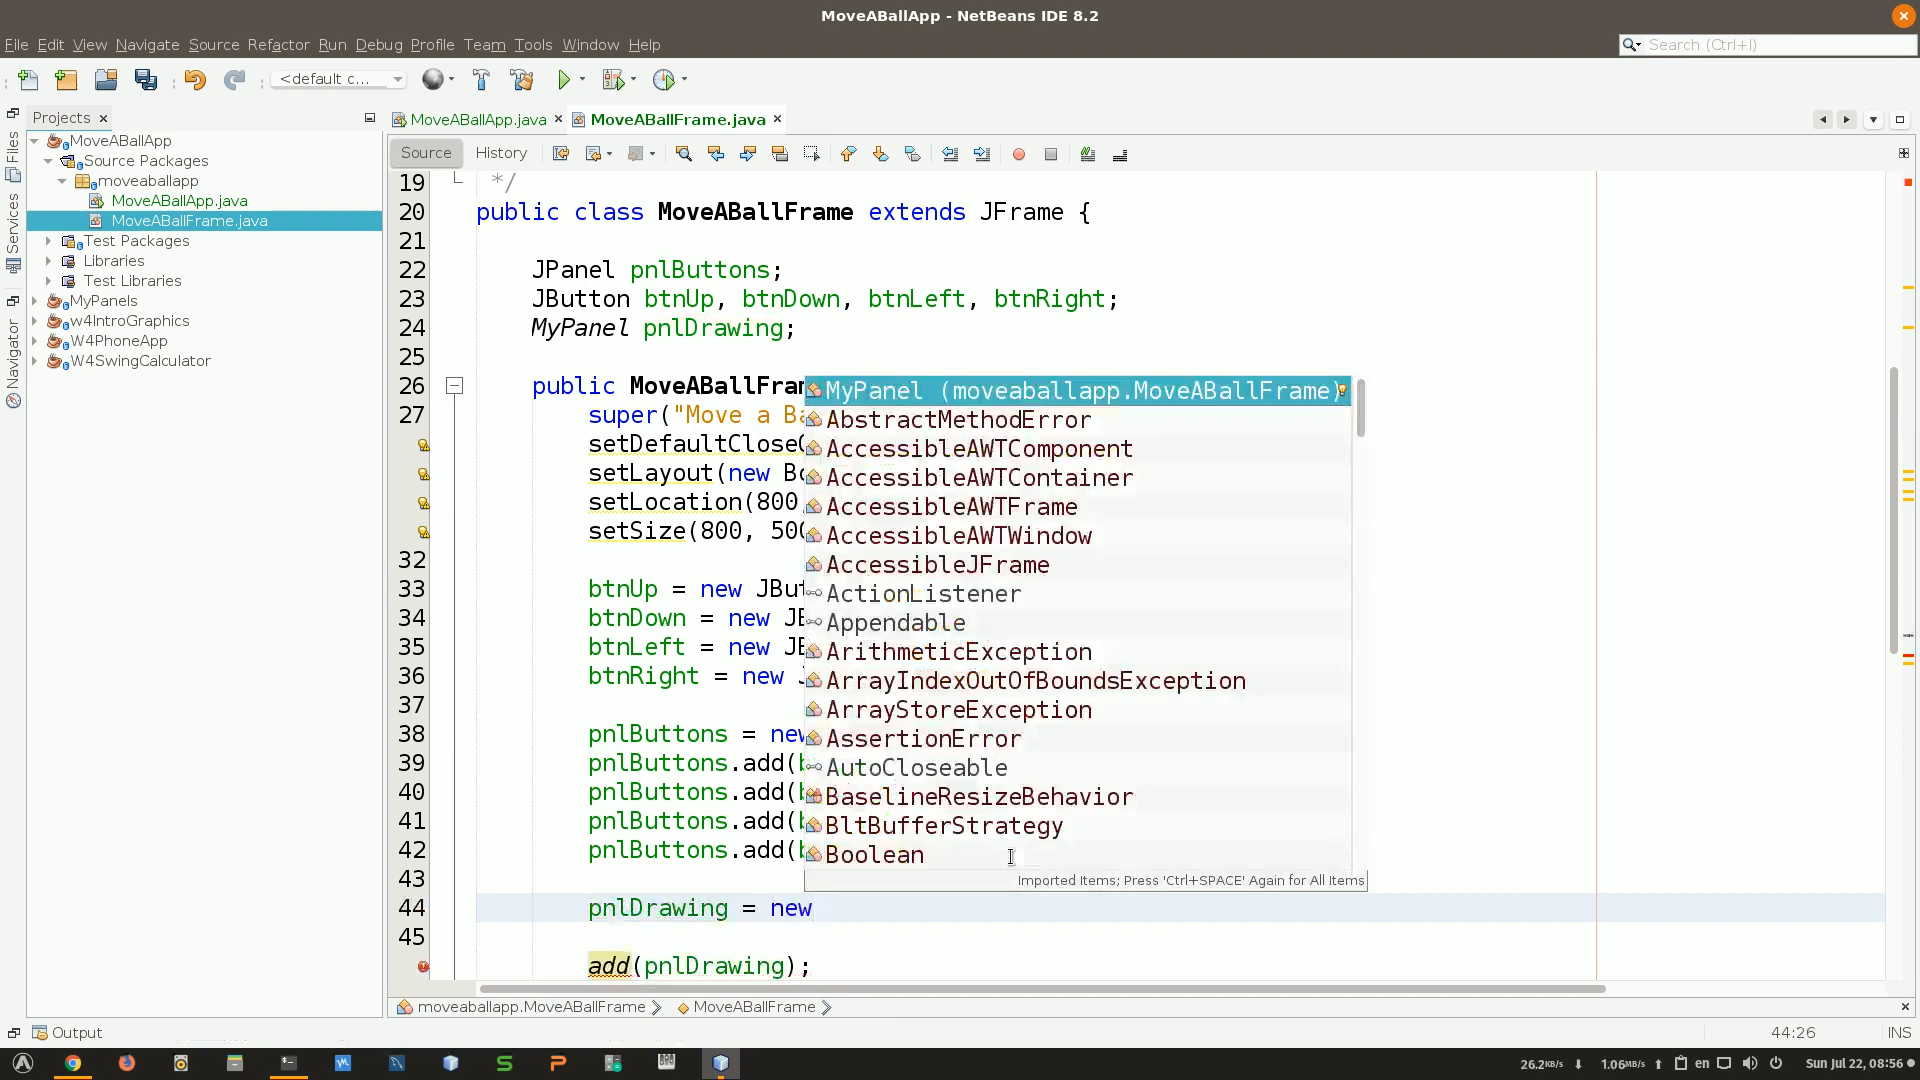 MoveABallApp - NetBeans IDE 8.2
File Edit View Navigate Source Refactor Run Debug Profile Team Tools Window Help
Search (Ctrl+I)
<default c...
Projects
MoveABallApp.java
MoveABallFrame.java
Files
Services
Navigator
MoveABallApp
Source Packages
moveaballapp
MoveABallApp.java
MoveABallFrame.java
Test Packages
Libraries
Test Libraries
MyPanels
w4IntroGraphics
W4PhoneApp
W4SwingCalculator
Source History
19 */
20 public class MoveABallFrame extends JFrame {
21
22 JPanel pnlButtons;
23 JButton btnUp, btnDown, btnLeft, btnRight;
24 MyPanel pnlDrawing;
25
26 public MoveABallFra
27 super("Move a Ba
setDefaultClose
setLayout(new Bo
setLocation(800,
setSize(800, 500
32
33 btnUp = new JBut
34 btnDown = new JB
35 btnLeft = new JB
36 btnRight = new J
37
38 pnlButtons = new
39 pnlButtons.add(b
40 pnlButtons.add(b
41 pnlButtons.add(b
42 pnlButtons.add(b
43
44 pnlDrawing = new
45
add(pnlDrawing);
MyPanel (moveaballapp.MoveABallFrame)
AbstractMethodError
AccessibleAWTComponent
AccessibleAWTContainer
AccessibleAWTFrame
AccessibleAWTWindow
AccessibleJFrame
ActionListener
Appendable
ArithmeticException
ArrayIndexOutOfBoundsException
ArrayStoreException
AssertionError
AutoCloseable
BaselineResizeBehavior
BltBufferStrategy
Boolean
Imported Items; Press 'Ctrl+SPACE' Again for All Items
moveaballapp.MoveABallFrame
MoveABallFrame
Output
44:26
INS
26.2KB/s
1.06MB/s
en
Sun Jul 22, 08:56